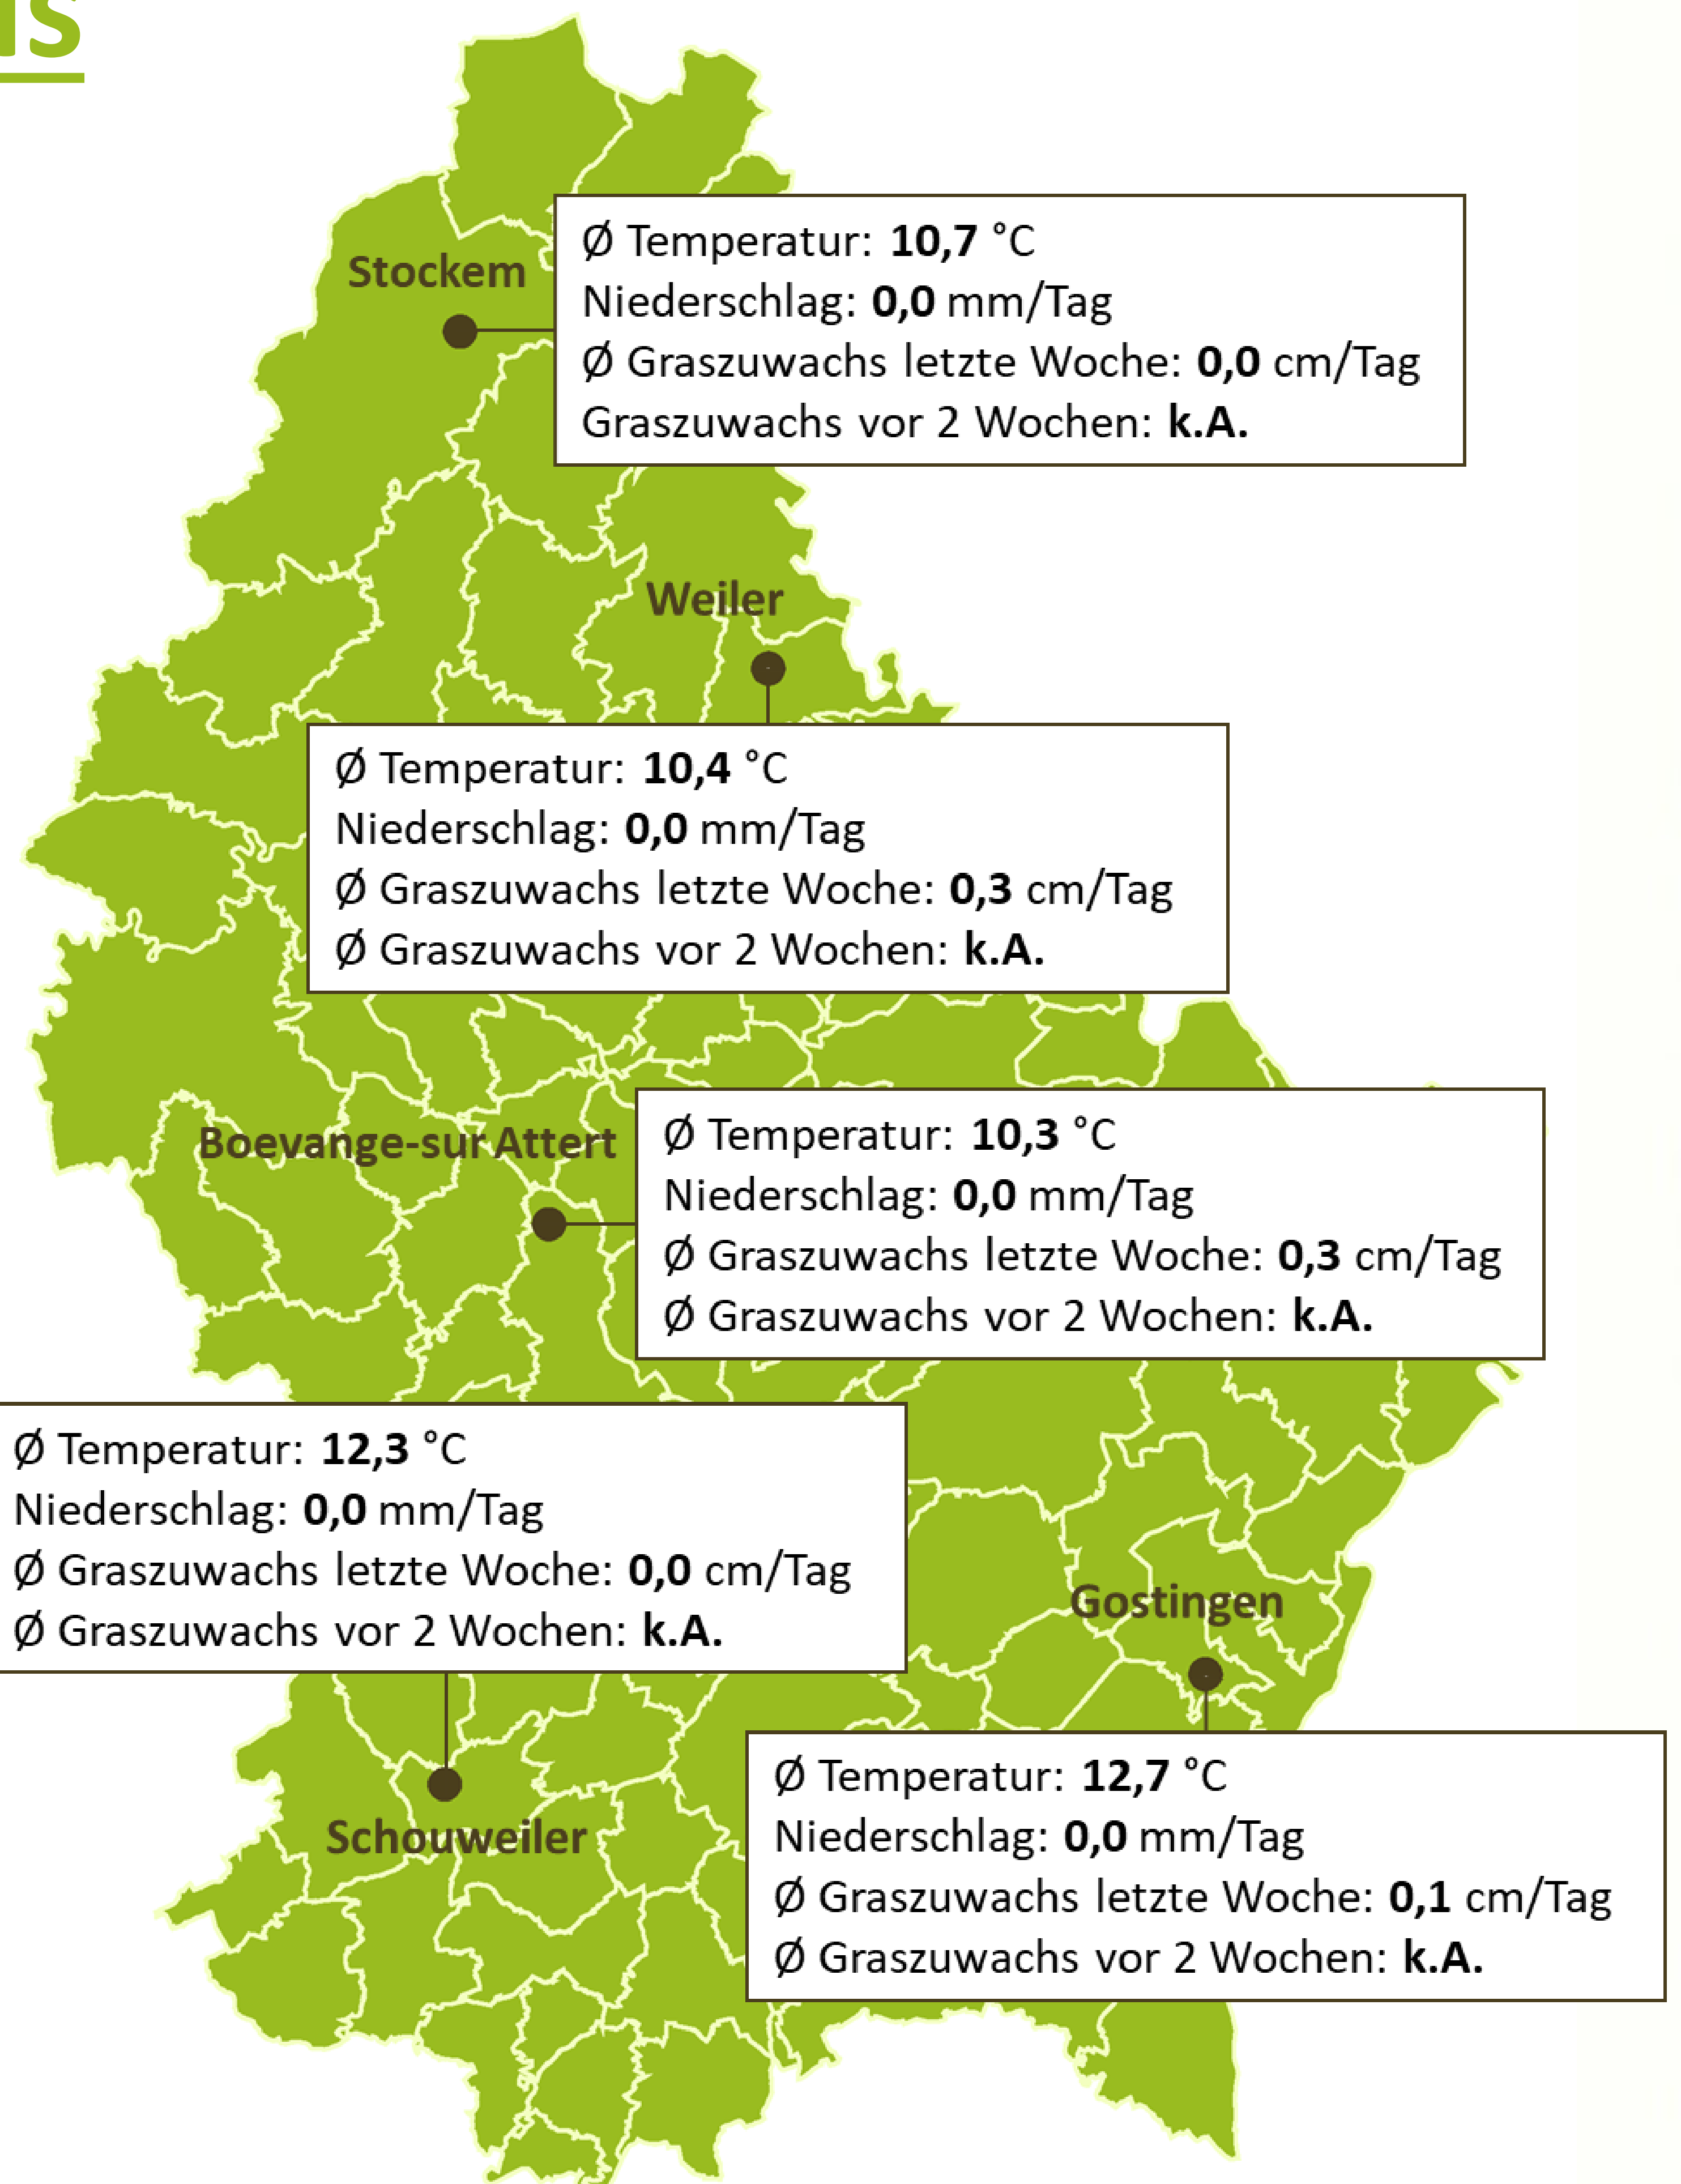 Stockem
Ø Temperatur: 10,7 °C
Niederschlag: 0,0 mm/Tag
Ø Graszuwachs letzte Woche: 0,0 cm/Tag
Graszuwachs vor 2 Wochen: k.A.
Weiler
Ø Temperatur: 10,4 °C
Niederschlag: 0,0 mm/Tag
Ø Graszuwachs letzte Woche: 0,3 cm/Tag
Ø Graszuwachs vor 2 Wochen: k.A.
Boevange-sur Attert
Ø Temperatur: 10,3 °C
Niederschlag: 0,0 mm/Tag
Ø Graszuwachs letzte Woche: 0,3 cm/Tag
Ø Graszuwachs vor 2 Wochen: k.A.
Ø Temperatur: 12,3 °C
Niederschlag: 0,0 mm/Tag
Ø Graszuwachs letzte Woche: 0,0 cm/Tag
Ø Graszuwachs vor 2 Wochen: k.A.
Schouweiler
Gostingen
Ø Temperatur: 12,7 °C
Niederschlag: 0,0 mm/Tag
Ø Graszuwachs letzte Woche: 0,1 cm/Tag
Ø Graszuwachs vor 2 Wochen: k.A.